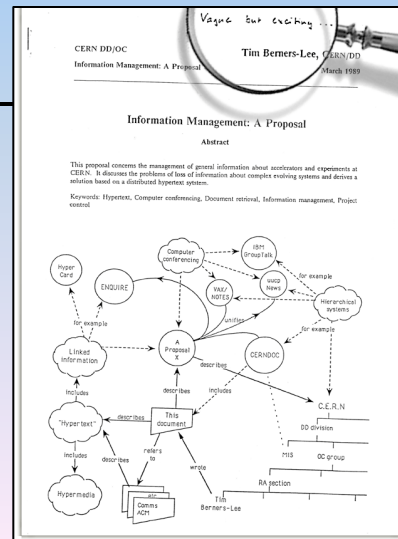 Vague but exciting ...
CERN DD/OC
Tim Berners-Lee, CERN/DD
Information Management: A Proposal
March 1989
Information Management: A Proposal
Abstract
This proposal concerns the management of general information about accelerators and experiments at
CERN. It discusses the problems of loss of information about complex evolving systems and derives a
solution based on a distributed hypertext system.
Keywords: Hypertext, Computer conferencing, Document retrieval, Information management, Project
control
Computer
conferencing
IBM
GroupTalk
Hyper
Card
ENQUIRE
VAX/
NOTES
uucp
News
for example
Hierarchical
systems
unifies
for example
for example
Linked
information
A
Proposal
X
CERNDOC
describes
includes
describes
includes
C.E.R.N
"Hypertext"
describes
This
document
DD division
includes
describes
refers
to
MIS
OC group
wrote
RA section
Hypermedia
Comms
ACM
Tim
Berners-Lee